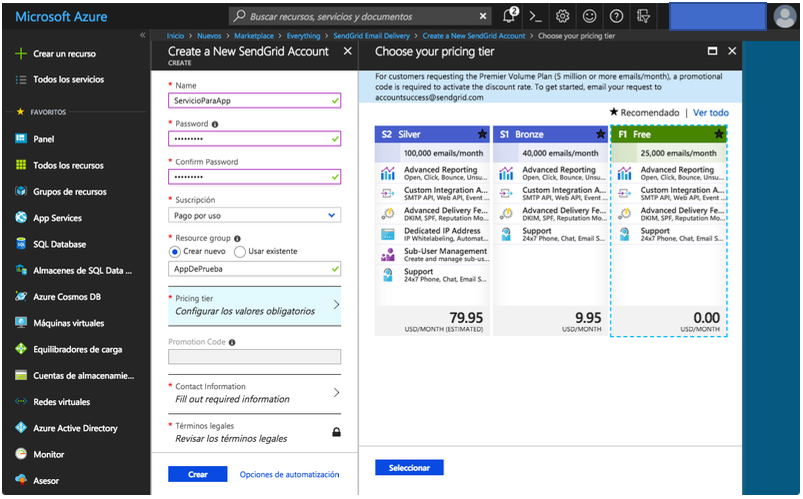 Microsoft Azure
Buscar recursos, servicios y documentos
2
Inicio > Nuevos > Marketplace > Everything > SendGrid Email Delivery > Create a New SendGrid Account > Choose your pricing tier
Crear un recurso
Todos los servicios
FAVORITOS
Panel
Todos los recursos
Grupos de recursos
App Services
SQL Database
Almacenes de SQL Data ...
Azure Cosmos DB
Máquinas virtuales
Equilibradores de carga
Cuentas de almacenamie...
Redes virtuales
Azure Active Directory
Monitor
Asesor
Create a New SendGrid Account
CREATE
* Name
ServicioParaApp
* Password
•••••••••
* Confirm Password
•••••••••
* Suscripción
Pago por uso
* Resource group
Crear nuevo
Usar existente
AppDePrueba
* Pricing tier
Configurar los valores obligatorios
Promotion Code
* Contact Information
Fill out required information
* Términos legales
Revisar los términos legales
Crear
Opciones de automatización
Choose your pricing tier
For customers requesting the Premier Volume Plan (5 million or more emails/month), a promotional
code is required to activate the discount rate. To get started, email your request to
accountsuccess@sendgrid.com
★ Recomendado | Ver todo
S2 Silver
100,000 emails/month
Advanced Reporting
Open, Click, Bounce, Unsu...
Custom Integration A...
SMTP API, Web API, Event ...
Advanced Delivery Fe...
DKIM, SPF, Reputation Mo...
Dedicated IP Address
IP Whitelabeling, Automat...
Sub-User Management
Create and manage sub-us...
Support
24x7 Phone, Chat, Email S...
79.95
USD/MONTH (ESTIMATED)
S1 Bronze
40,000 emails/month
Advanced Reporting
Open, Click, Bounce, Unsu...
Custom Integration A...
SMTP API, Web API, Event ...
Advanced Delivery Fe...
DKIM, SPF, Reputation Mo...
Support
24x7 Phone, Chat, Email S...
9.95
USD/MONTH
F1 Free
25,000 emails/month
Advanced Reporting
Open, Click, Bounce, Unsu...
Custom Integration A...
SMTP API, Web API, Event ...
Advanced Delivery Fe...
DKIM, SPF, Reputation Mo...
Support
24x7 Phone, Chat, Email S...
0.00
USD/MONTH
Seleccionar